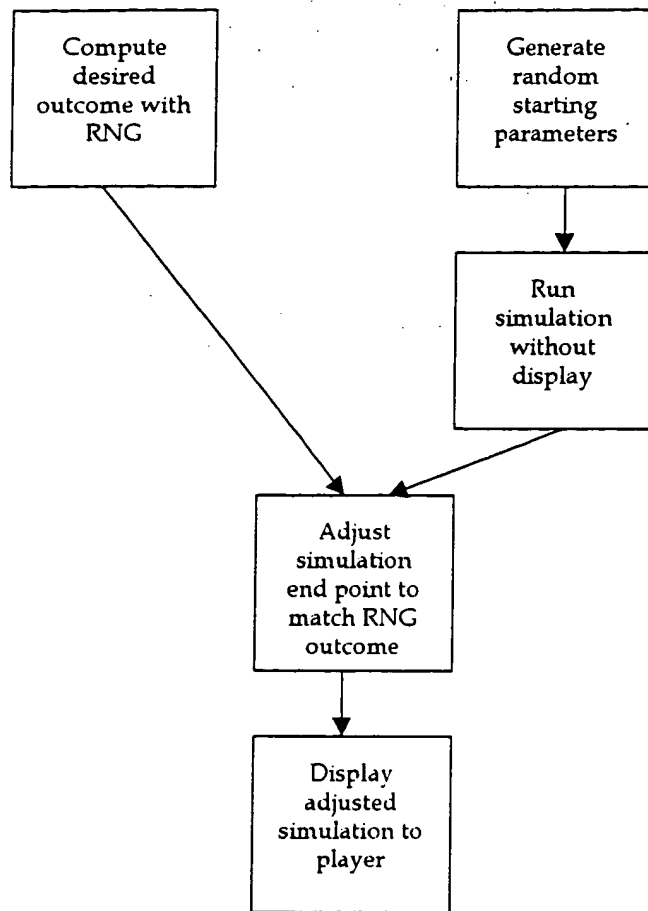 Compute
desired
outcome with
RNG
Generate
random
starting
parameters
Run
simulation
without
display
Adjust
simulation
end point to
match RNG
outcome
Display
adjusted
simulation to
player